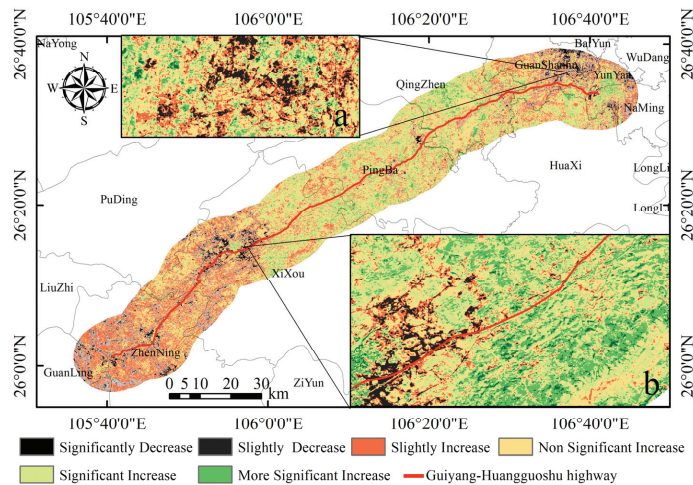 105°40'0"E 106°0'0"E 106°20'0"E 106°40'0"E
26°40'0"N
26°20'0"N
26°0'0"N
NaYong
N
W E
S
a
BaiYun
WuDang
GuanShanhu
YunYan
QingZhen
NaMing
PingBa
HuaXi
LongLi
PuDing
XiXou
LiuZhi
ZhenNing
GuanLing
ZiYun
0 5 10 20 30
km
b
26°40'0"N
26°20'0"N
26°0'0"N
105°40'0"E 106°0'0"E 106°20'0"E 106°40'0"E
Significantly Decrease Slightly Decrease Slightly Increase Non Significant Increase
Significant Increase More Significant Increase Guiyang-Huangguoshu highway